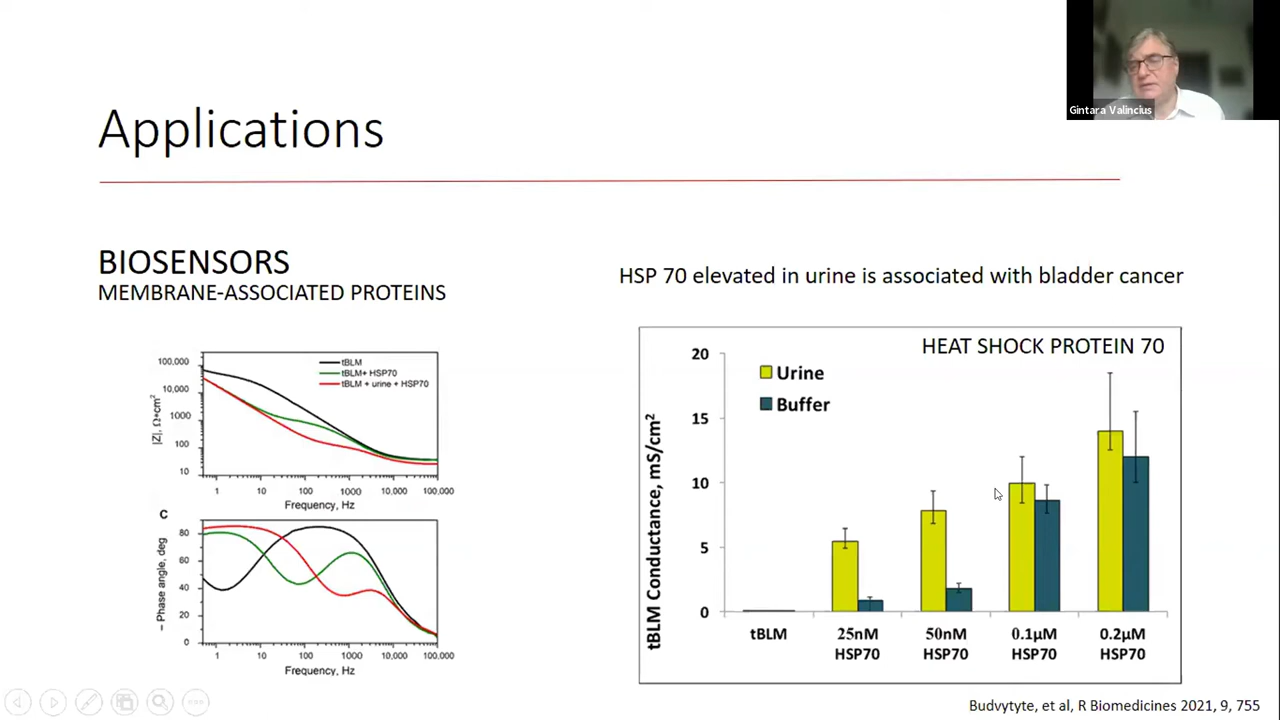 Gintara Valincius
Applications
BIOSENSORS
MEMBRANE-ASSOCIATED PROTEINS
HSP 70 elevated in urine is associated with bladder cancer
|Z|, Ω•cm²
100,000
10,000
1000
100
10
tBLM
tBLM+ HSP70
tBLM + urine + HSP70
1 10 100 1000 10,000 100,000
Frequency, Hz
C
− Phase angle, deg
80
60
40
20
0
1 10 100 1000 10,000 100,000
Frequency, Hz
HEAT SHOCK PROTEIN 70
Urine
Buffer
tBLM Conductance, mS/cm²
20
15
10
5
0
tBLM 25nM 50nM 0.1µM 0.2µM
HSP70 HSP70 HSP70 HSP70
Budvytyte, et al, R Biomedicines 2021, 9, 755